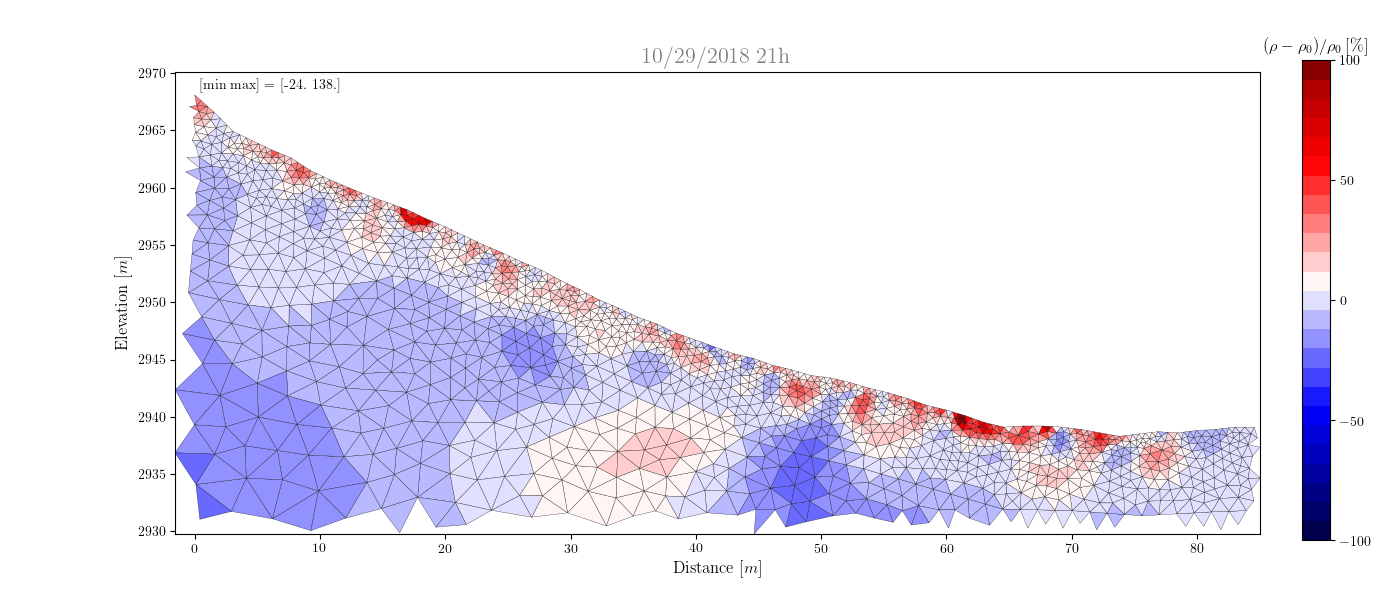 10/29/2018 21h
(ρ − ρ₀)/ρ₀ [%]
[min max] = [-24. 138.]
2970
2965
2960
2955
2950
2945
2940
2935
2930
Elevation [m]
0 10 20 30 40 50 60 70 80
Distance [m]
100
50
0
−50
−100